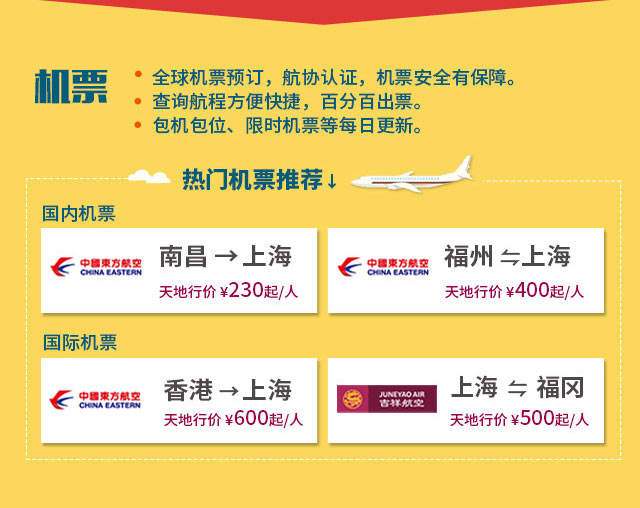 机票
全球机票预订，航协认证，机票安全有保障。
查询航程方便快捷，百分百出票。
包机包位、限时机票等每日更新。
热门机票推荐↓
国内机票
中國東方航空
CHINA EASTERN
南昌→上海
天地行价 ¥230起/人
中國東方航空
CHINA EASTERN
福州⇋上海
天地行价 ¥400起/人
国际机票
中國東方航空
CHINA EASTERN
香港→上海
天地行价 ¥600起/人
JUNEYAO AIR
吉祥航空
上海 ⇋ 福冈
天地行价 ¥500起/人